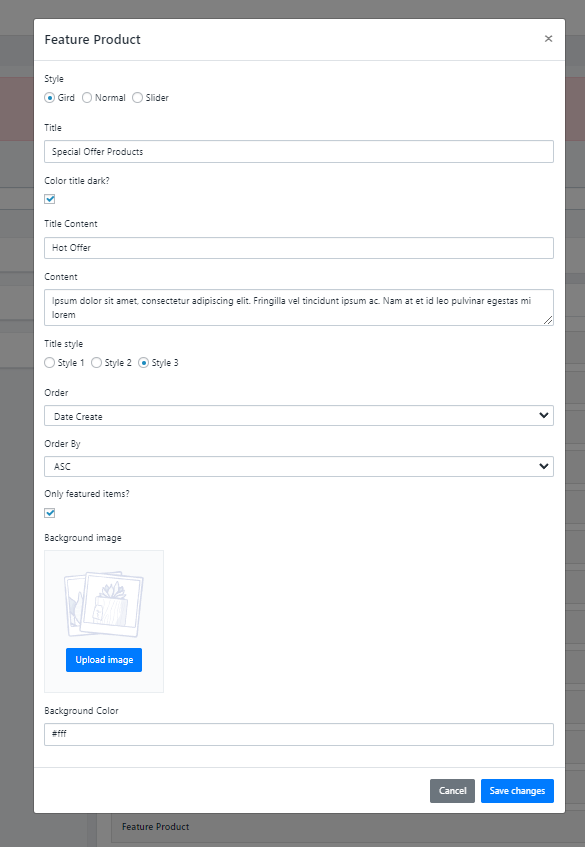 Feature Product
×
Style
Gird Normal Slider
Title
Special Offer Products
Color title dark?
Title Content
Hot Offer
Content
Ipsum dolor sit amet, consectetur adipiscing elit. Fringilla vel tincidunt ipsum ac. Nam at et id leo pulvinar egestas mi
lorem
Title style
Style 1 Style 2 Style 3
Order
Date Create
Order By
ASC
Only featured items?
Background image
Upload image
Background Color
#fff
Cancel Save changes
Feature Product